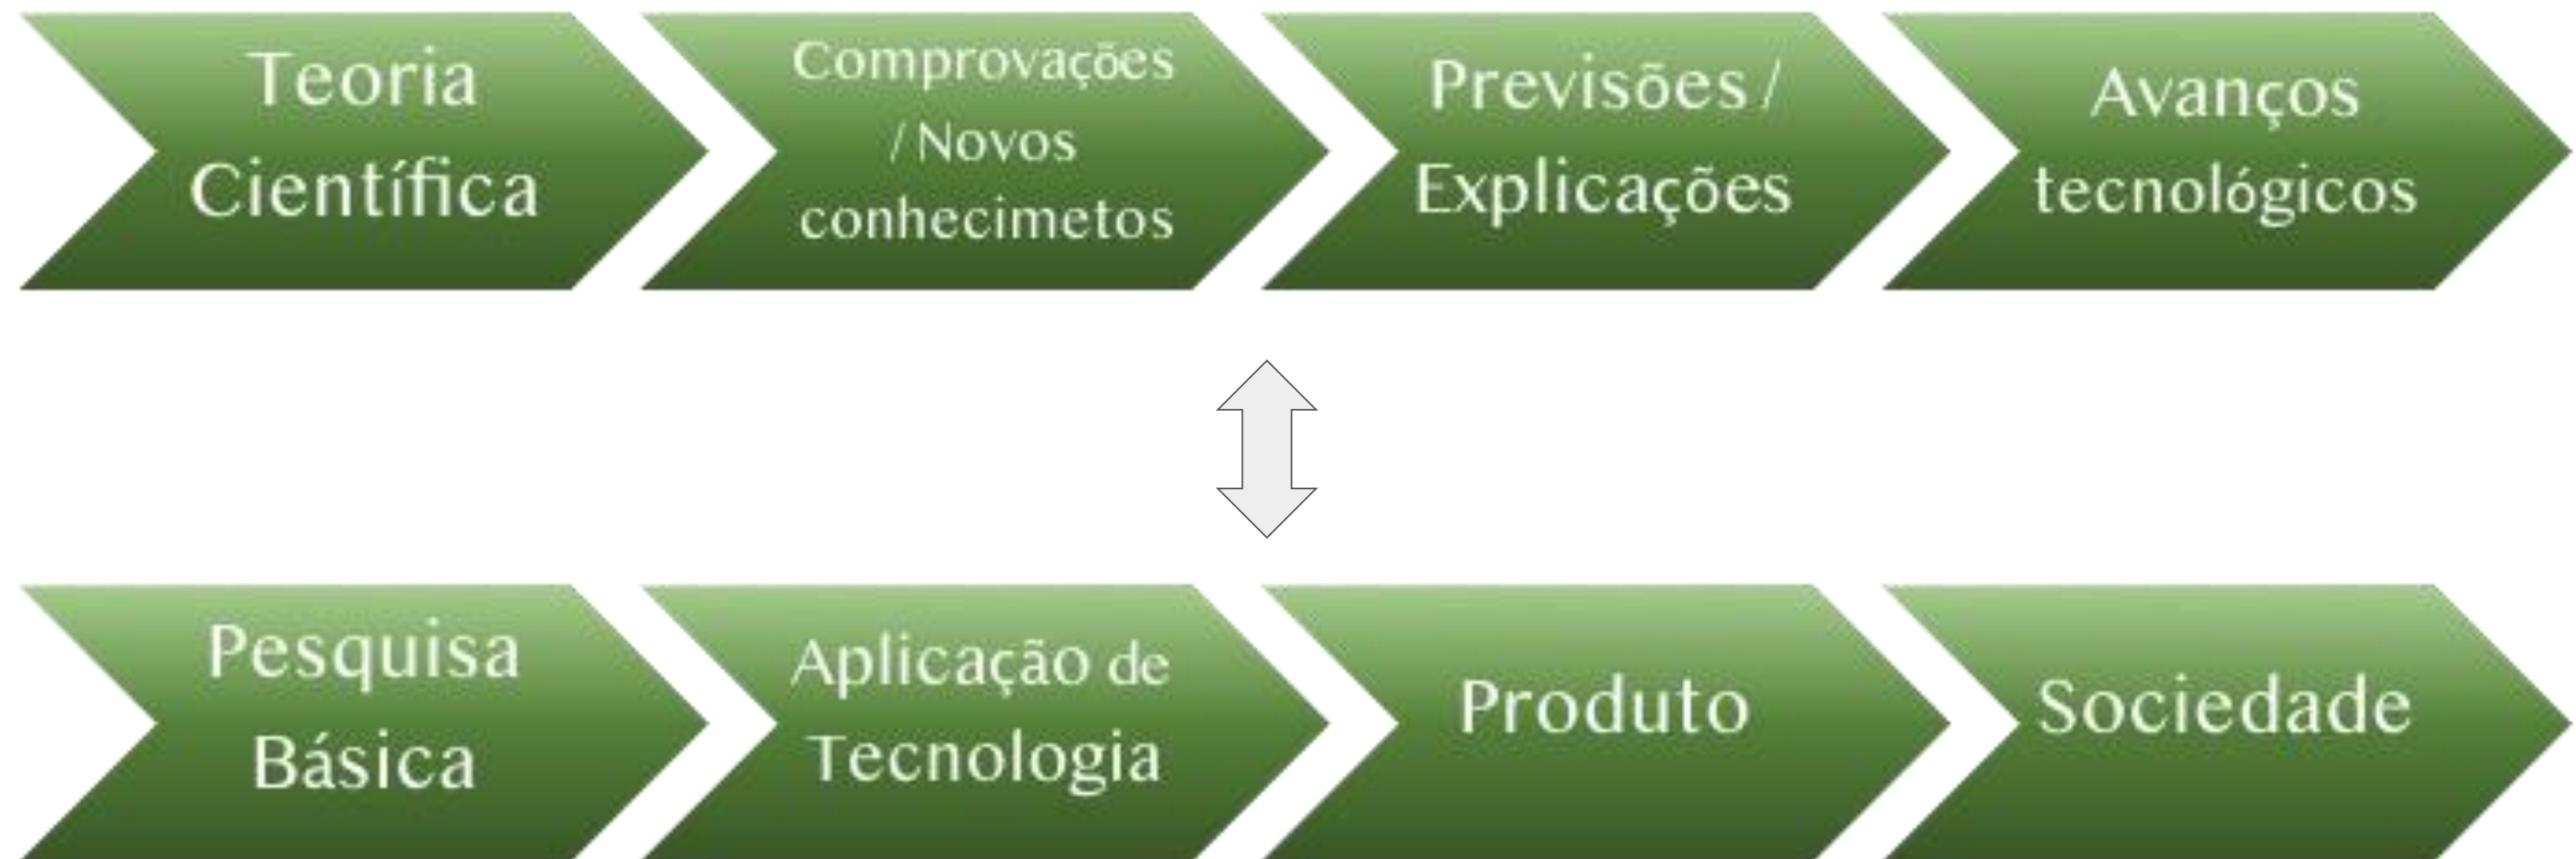 Teoria
Científica
Comprovações
/ Novos
conhecimetos
Previsões /
Explicações
Avanços
tecnológicos
Pesquisa
Básica
Aplicação de
Tecnologia
Produto
Sociedade